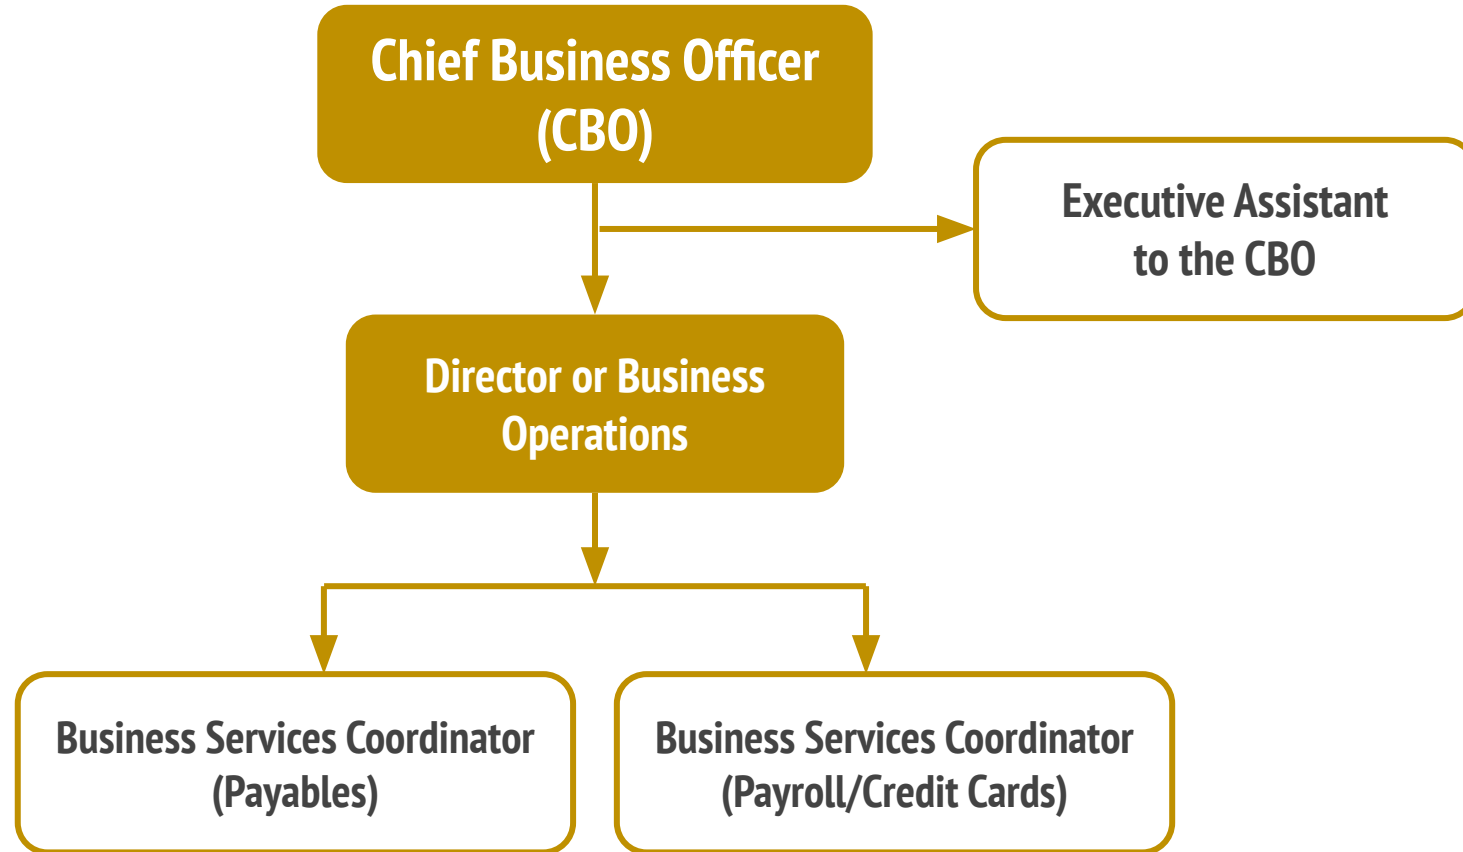 Chief Business Officer
(CBO)
Executive Assistant
to the CBO
Director or Business
Operations
Business Services Coordinator
(Payables)
Business Services Coordinator
(Payroll/Credit Cards)